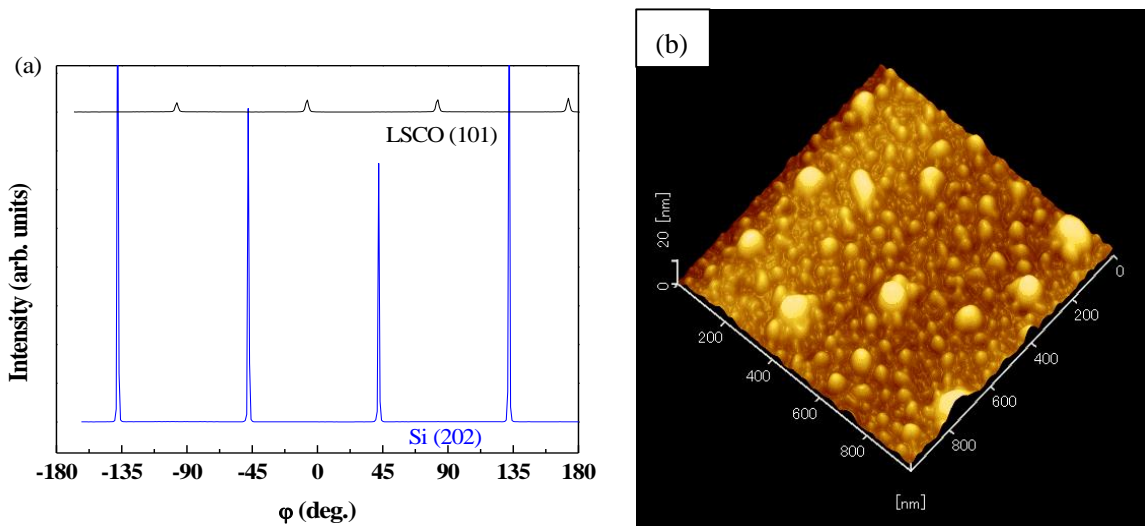 (a)
LSCO (101)
Si (202)
Intensity (arb. units)
-180 -135 -90 -45 0 45 90 135 180
φ (deg.)
(b)
20 [nm]
0
0
200
400
600
800
200
400
600
800
[nm]